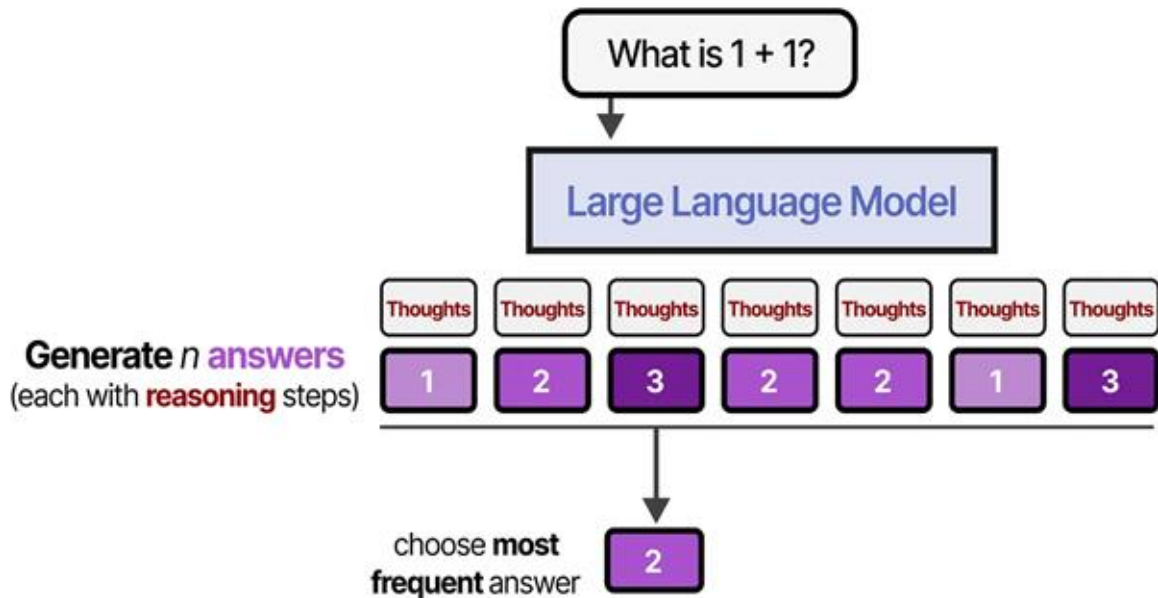 What is 1 + 1?
Large Language Model
Thoughts Thoughts Thoughts Thoughts Thoughts Thoughts Thoughts
Generate n answers
(each with reasoning steps)
1 2 3 2 2 1 3
choose most
frequent answer
2